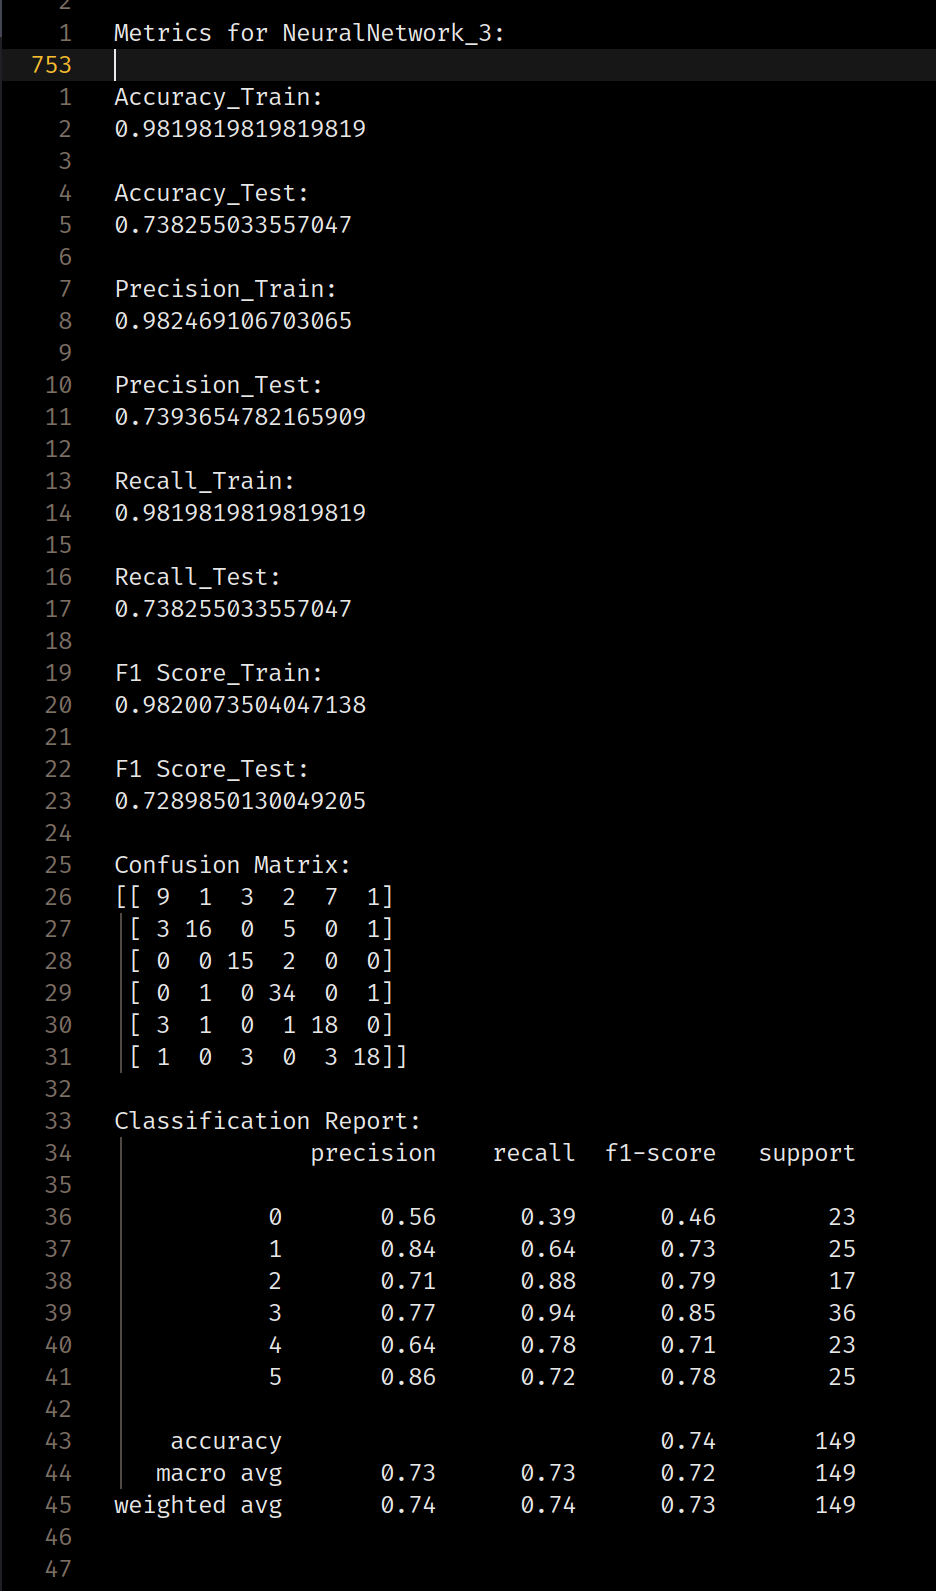 2
1 Metrics for NeuralNetwork_3:
753
1 Accuracy_Train:
2 0.9819819819819819
3
4 Accuracy_Test:
5 0.738255033557047
6
7 Precision_Train:
8 0.982469106703065
9
10 Precision_Test:
11 0.7393654782165909
12
13 Recall_Train:
14 0.9819819819819819
15
16 Recall_Test:
17 0.738255033557047
18
19 F1 Score_Train:
20 0.9820073504047138
21
22 F1 Score_Test:
23 0.7289850130049205
24
25 Confusion Matrix:
26 [[ 9  1  3  2  7  1]
27  [ 3 16  0  5  0  1]
28  [ 0  0 15  2  0  0]
29  [ 0  1  0 34  0  1]
30  [ 3  1  0  1 18  0]
31  [ 1  0  3  0  3 18]]
32
33 Classification Report:
34               precision    recall  f1-score   support
35
36            0       0.56      0.39      0.46        23
37            1       0.84      0.64      0.73        25
38            2       0.71      0.88      0.79        17
39            3       0.77      0.94      0.85        36
40            4       0.64      0.78      0.71        23
41            5       0.86      0.72      0.78        25
42
43     accuracy                           0.74       149
44    macro avg       0.73      0.73      0.72       149
45 weighted avg       0.74      0.74      0.73       149
46
47